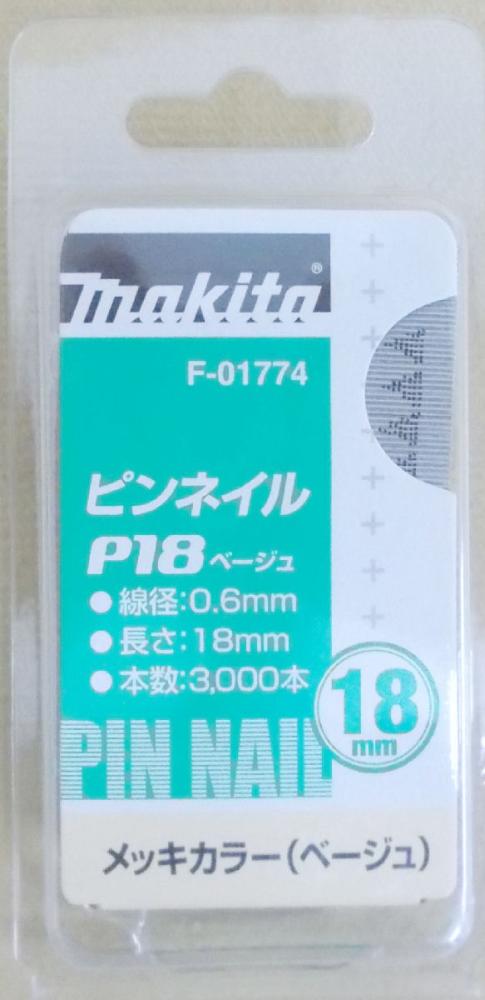 makita®
F-01774
ピンネイル
P18 ベージュ
●線径:0.6mm
●長さ:18mm
●本数:3,000本
18
mm
PIN NAIL
メッキカラー(ベージュ)